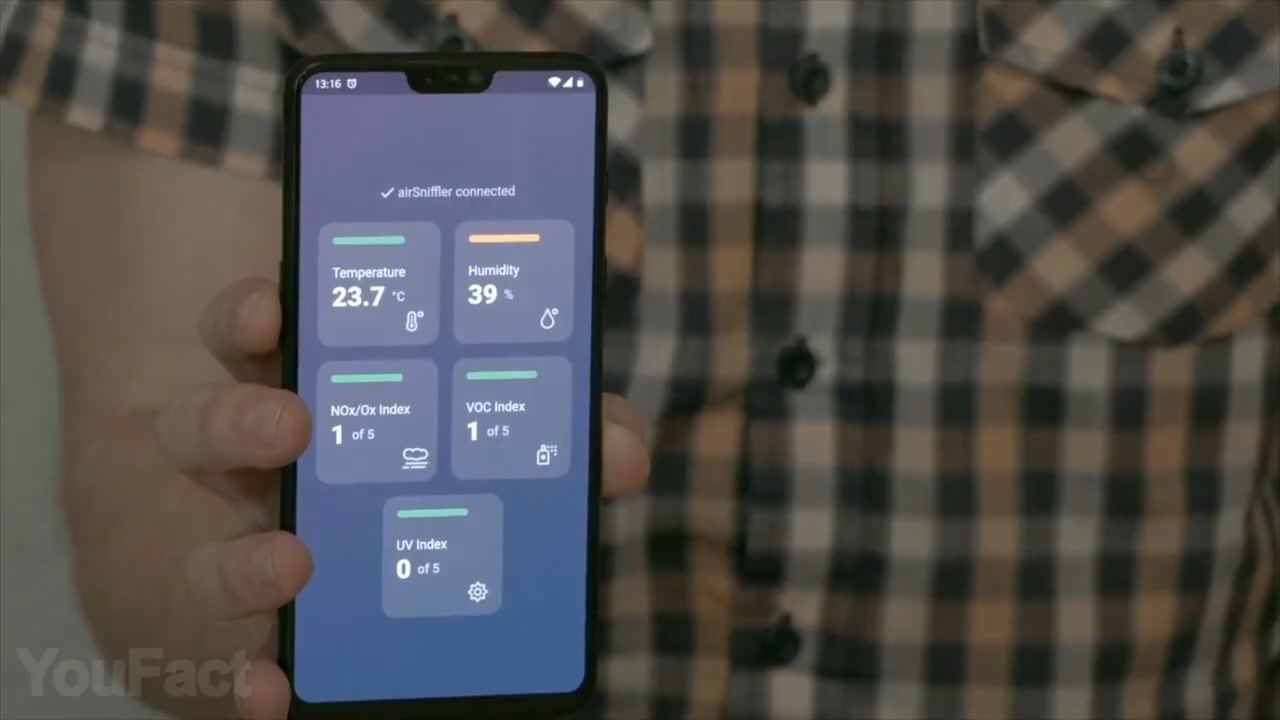 13:16
airSniffler connected
Temperature
23.7 °C
Humidity
39 %
NOx/Ox Index
1 of 5
VOC Index
1 of 5
UV Index
0 of 5
YouFact